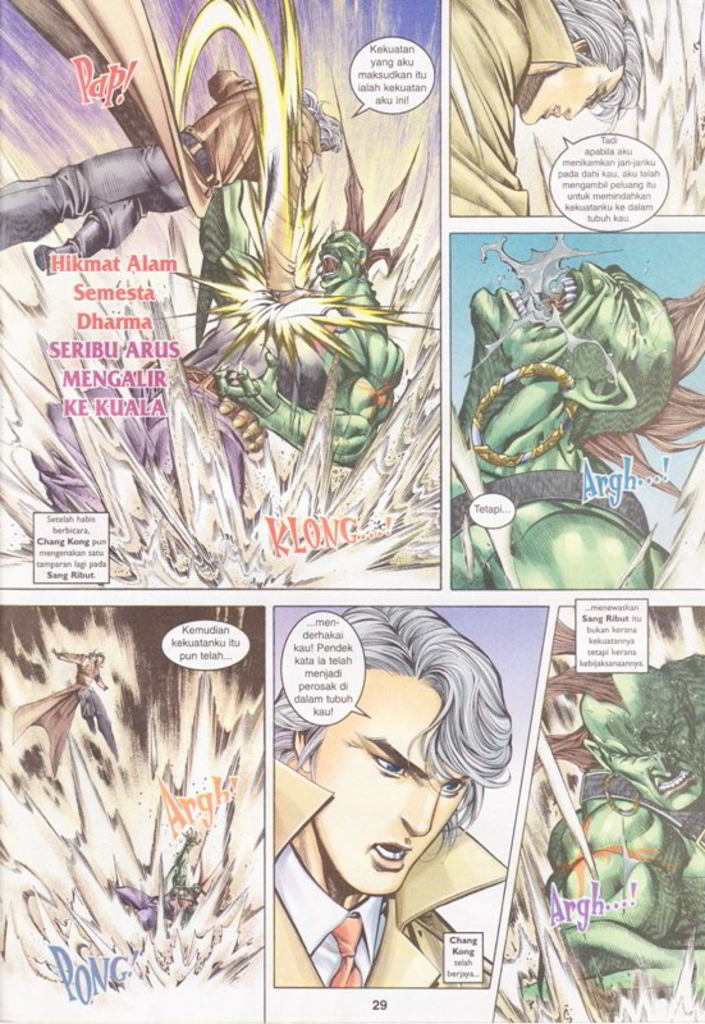 Pap!
Kekuatan
yang aku
maksudkan itu
ialah kekuatan
aku ini!
Hikmat Alam
Semesta
Dharma
SERIBU ARUS
MENGALIR
KE KUALA
Setelah habis
berbicara,
Chang Kong pun
mengenakan satu
tamparan lagi pada
Sang Ribut.
KLONG...!
Tadi
apabila aku
menikamkan jari-jariku
pada dahi kau, aku telah
mengambil peluang itu
untuk memindahkan
kekuatanku ke dalam
tubuh kau.
Argh...!
Tetapi...
Kemudian
kekuatanku itu
pun telah...
Argh!
PONG!
...men-
derhakai
kau! Pendek
kata ia telah
menjadi
perosak di
dalam tubuh
kau!
Chang
Kong
telah
berjaya...
...menewaskan
Sang Ribut itu
bukan kerana
kekuatannya
tetapi kerana
kebijaksanaannya.
Argh...!
29